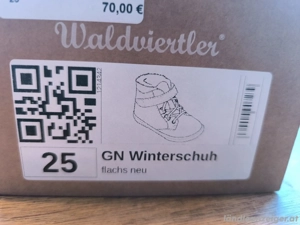 70,00 €
Waldviertler®
25
GN Winterschuh
flachs neu